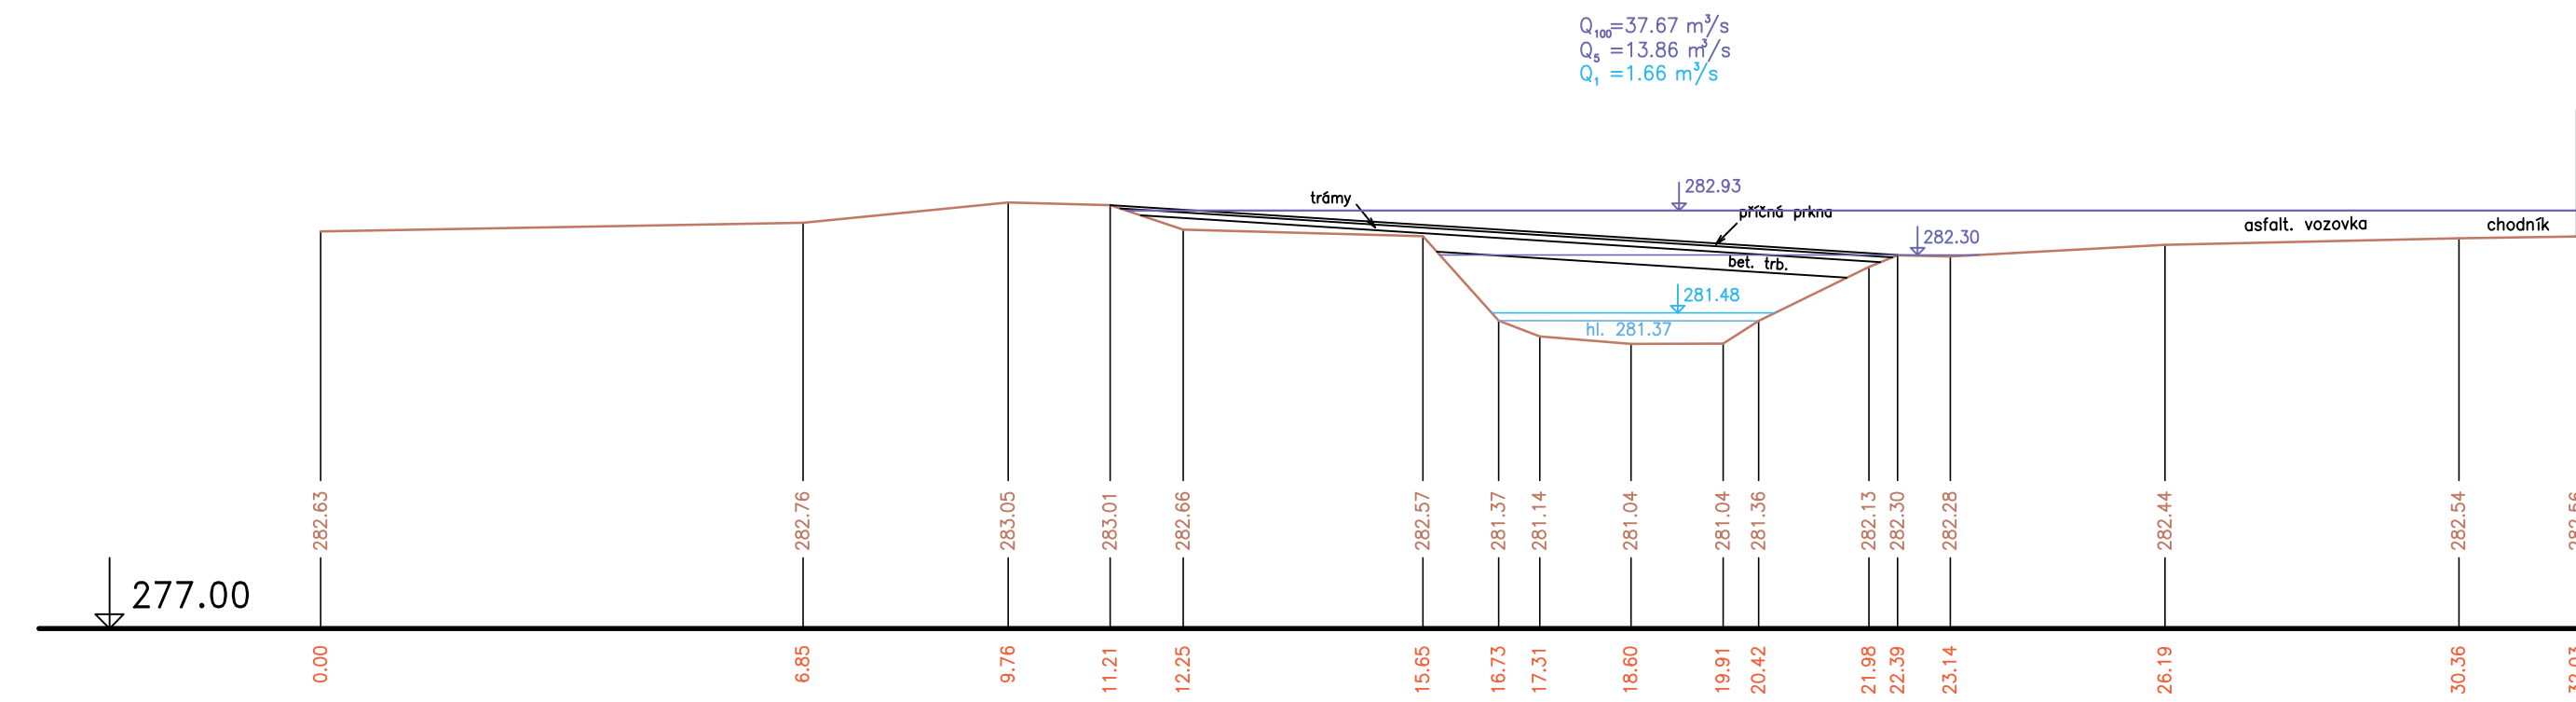 Q100=37.67 m³/s
Q5 =13.86 m³/s
Q1 =1.66 m³/s
282.93
trámy
příčná prkna
282.30
asfalt. vozovka
chodník
bet. trb.
281.48
hl. 281.37
282.63 282.76 283.05 283.01 282.66 282.57 281.37 281.14 281.04 281.04 281.36 282.13 282.30 282.28 282.44 282.54 282.56
277.00
0.00 6.85 9.76 11.21 12.25 15.65 16.73 17.31 18.60 19.91 20.42 21.98 22.39 23.14 26.19 30.36